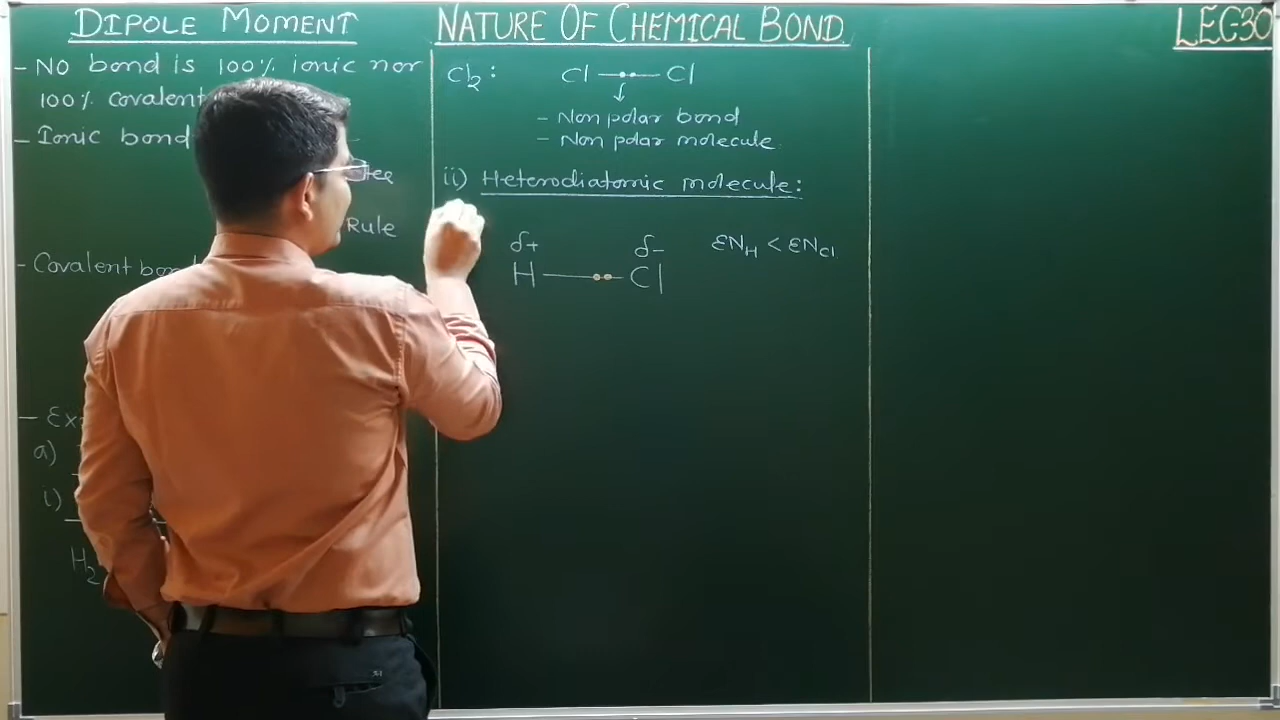 DIPOLE MOMENT
- No bond is 100% ionic nor
100% covalent
- Ionic bond
Rule
- Covalent bond
- Ex
a)
i)
H2
NATURE OF CHEMICAL BOND
Cl2: Cl — Cl
- Non polar bond
- Non polar molecule.
ii) Heterodiatomic molecule:
δ+ δ- ENH < ENCl
H — Cl
LEC30